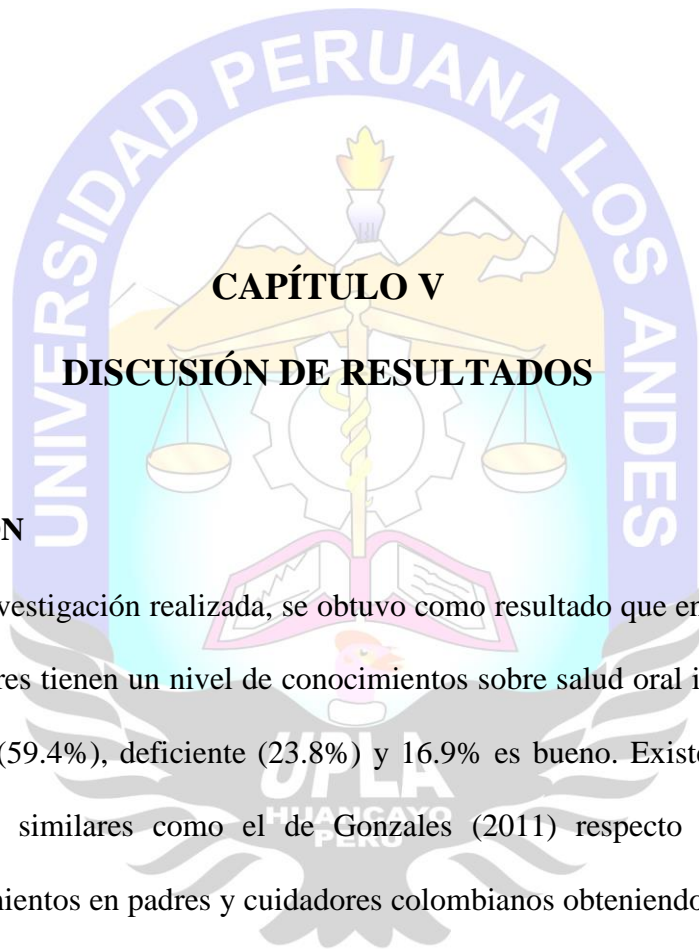 UNIVERSIDAD PERUANA LOS ANDES
CAPÍTULO V
DISCUSIÓN DE RESULTADOS
ÓN
vestigación realizada, se obtuvo como resultado que en
res tienen un nivel de conocimientos sobre salud oral i
(59.4%), deficiente (23.8%) y 16.9% es bueno. Existe
similares como el de Gonzales (2011) respecto
mientos en padres y cuidadores colombianos obteniendo
UPLA
HUANCAYO
PERÚ